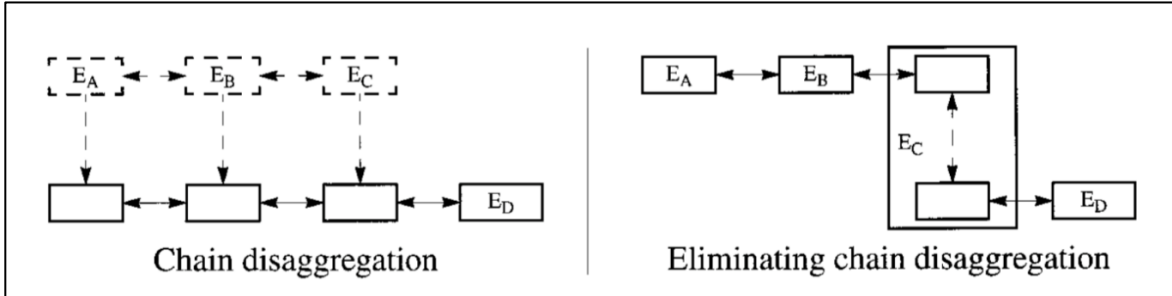 E_A E_B E_C
E_D
Chain disaggregation
E_A E_B
E_C
E_D
Eliminating chain disaggregation